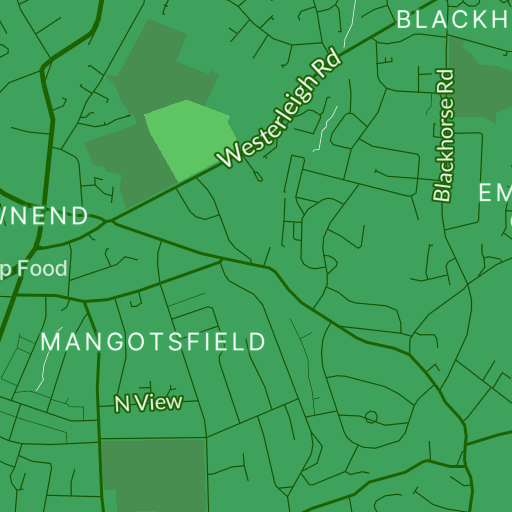 BLACKH
Westerleigh Rd
Blackhorse Rd
EM
WNEND
p Food
MANGOTSFIELD
N View